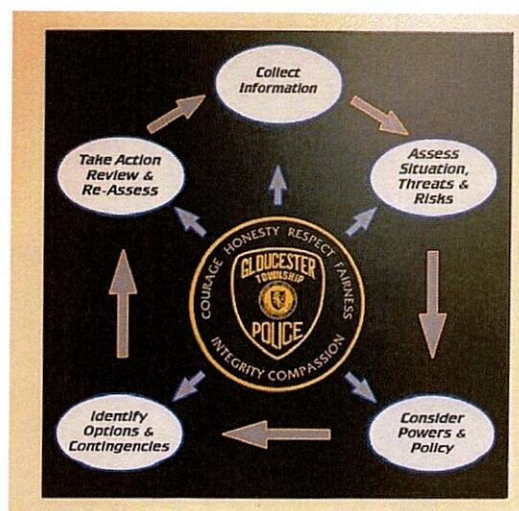 Collect
Information
Assess
Situation,
Threats &
Risks
Consider
Powers &
Policy
Identify
Options &
Contingencies
Take Action
Review &
Re-Assess
COURAGE HONESTY RESPECT FAIRNESS
GLOUCESTER
TOWNSHIP
POLICE
INTEGRITY COMPASSION